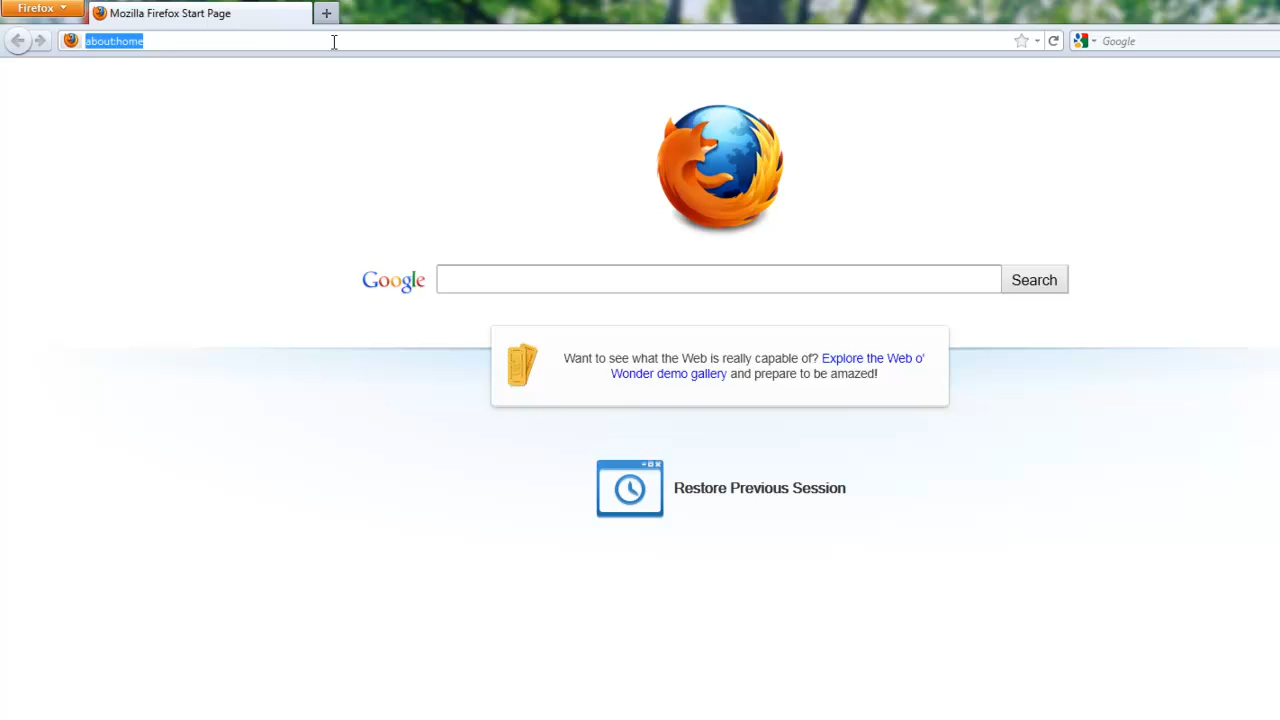 Firefox
Mozilla Firefox Start Page
about:home
Google
Google
Search
Want to see what the Web is really capable of? Explore the Web o'
Wonder demo gallery and prepare to be amazed!
Restore Previous Session